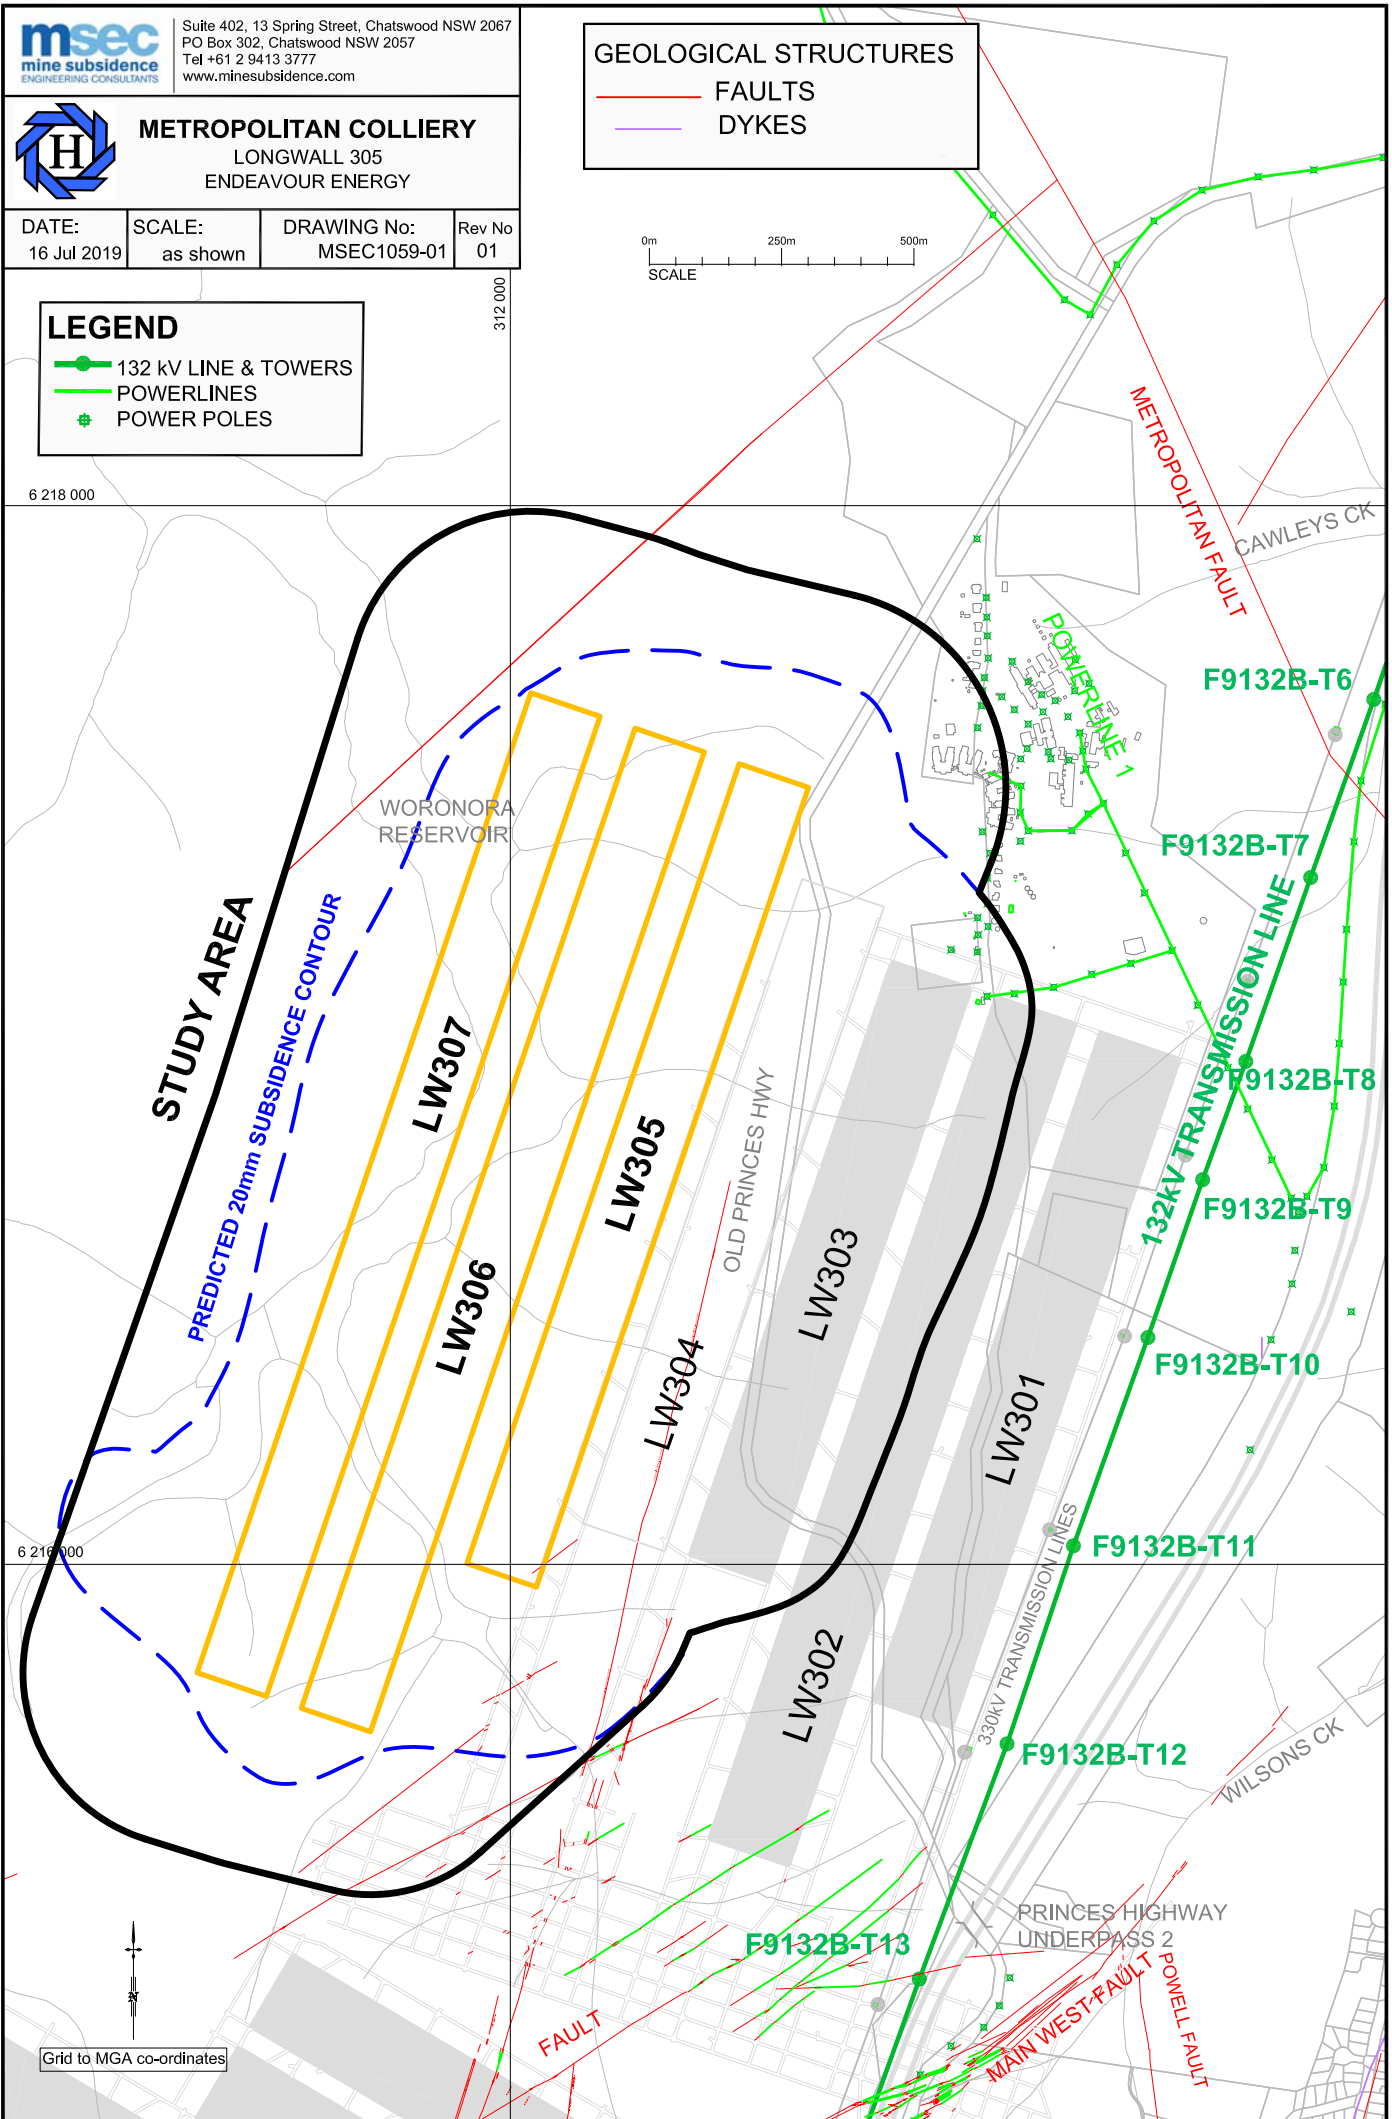 msec
mine subsidence
ENGINEERING CONSULTANTS
Suite 402, 13 Spring Street, Chatswood NSW 2067
PO Box 302, Chatswood NSW 2057
Tel +61 2 9413 3777
www.minesubsidence.com
H
METROPOLITAN COLLIERY
LONGWALL 305
ENDEAVOUR ENERGY
DATE:
16 Jul 2019
SCALE:
as shown
DRAWING No:
MSEC1059-01
Rev No
01
GEOLOGICAL STRUCTURES
FAULTS
DYKES
0m
250m
500m
SCALE
312 000
LEGEND
132 kV LINE & TOWERS
POWERLINES
POWER POLES
6 218 000
METROPOLITAN FAULT
CAWLEYS CK
POWERLINE 1
F9132B-T6
WORONORA
RESERVOIR
F9132B-T7
STUDY AREA
PREDICTED 20mm SUBSIDENCE CONTOUR
132kV TRANSMISSION LINE
LW307
F9132B-T8
LW305
OLD PRINCES HWY
F9132B-T9
LW306
LW303
LW304
F9132B-T10
LW301
6 216 000
F9132B-T11
330kV TRANSMISSION LINES
LW302
F9132B-T12
WILSONS CK
PRINCES HIGHWAY
UNDERPASS 2
F9132B-T13
FAULT
MAIN WEST FAULT
POWELL FAULT
N
Grid to MGA co-ordinates